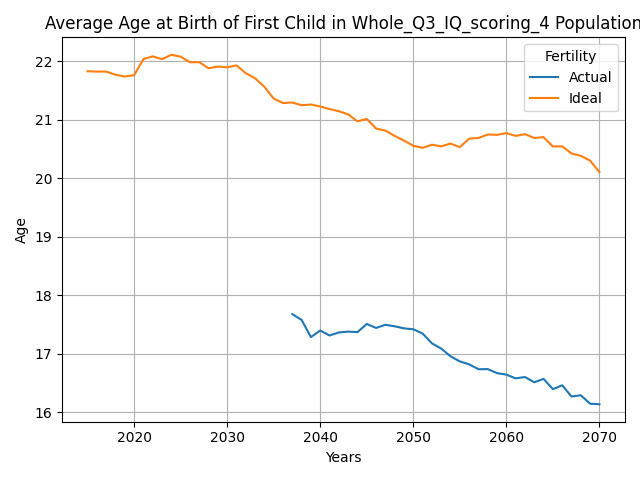 Average Age at Birth of First Child in Whole_Q3_IQ_scoring_4 Population
Fertility
Actual
Ideal
Age
22
21
20
19
18
17
16
2020 2030 2040 2050 2060 2070
Years